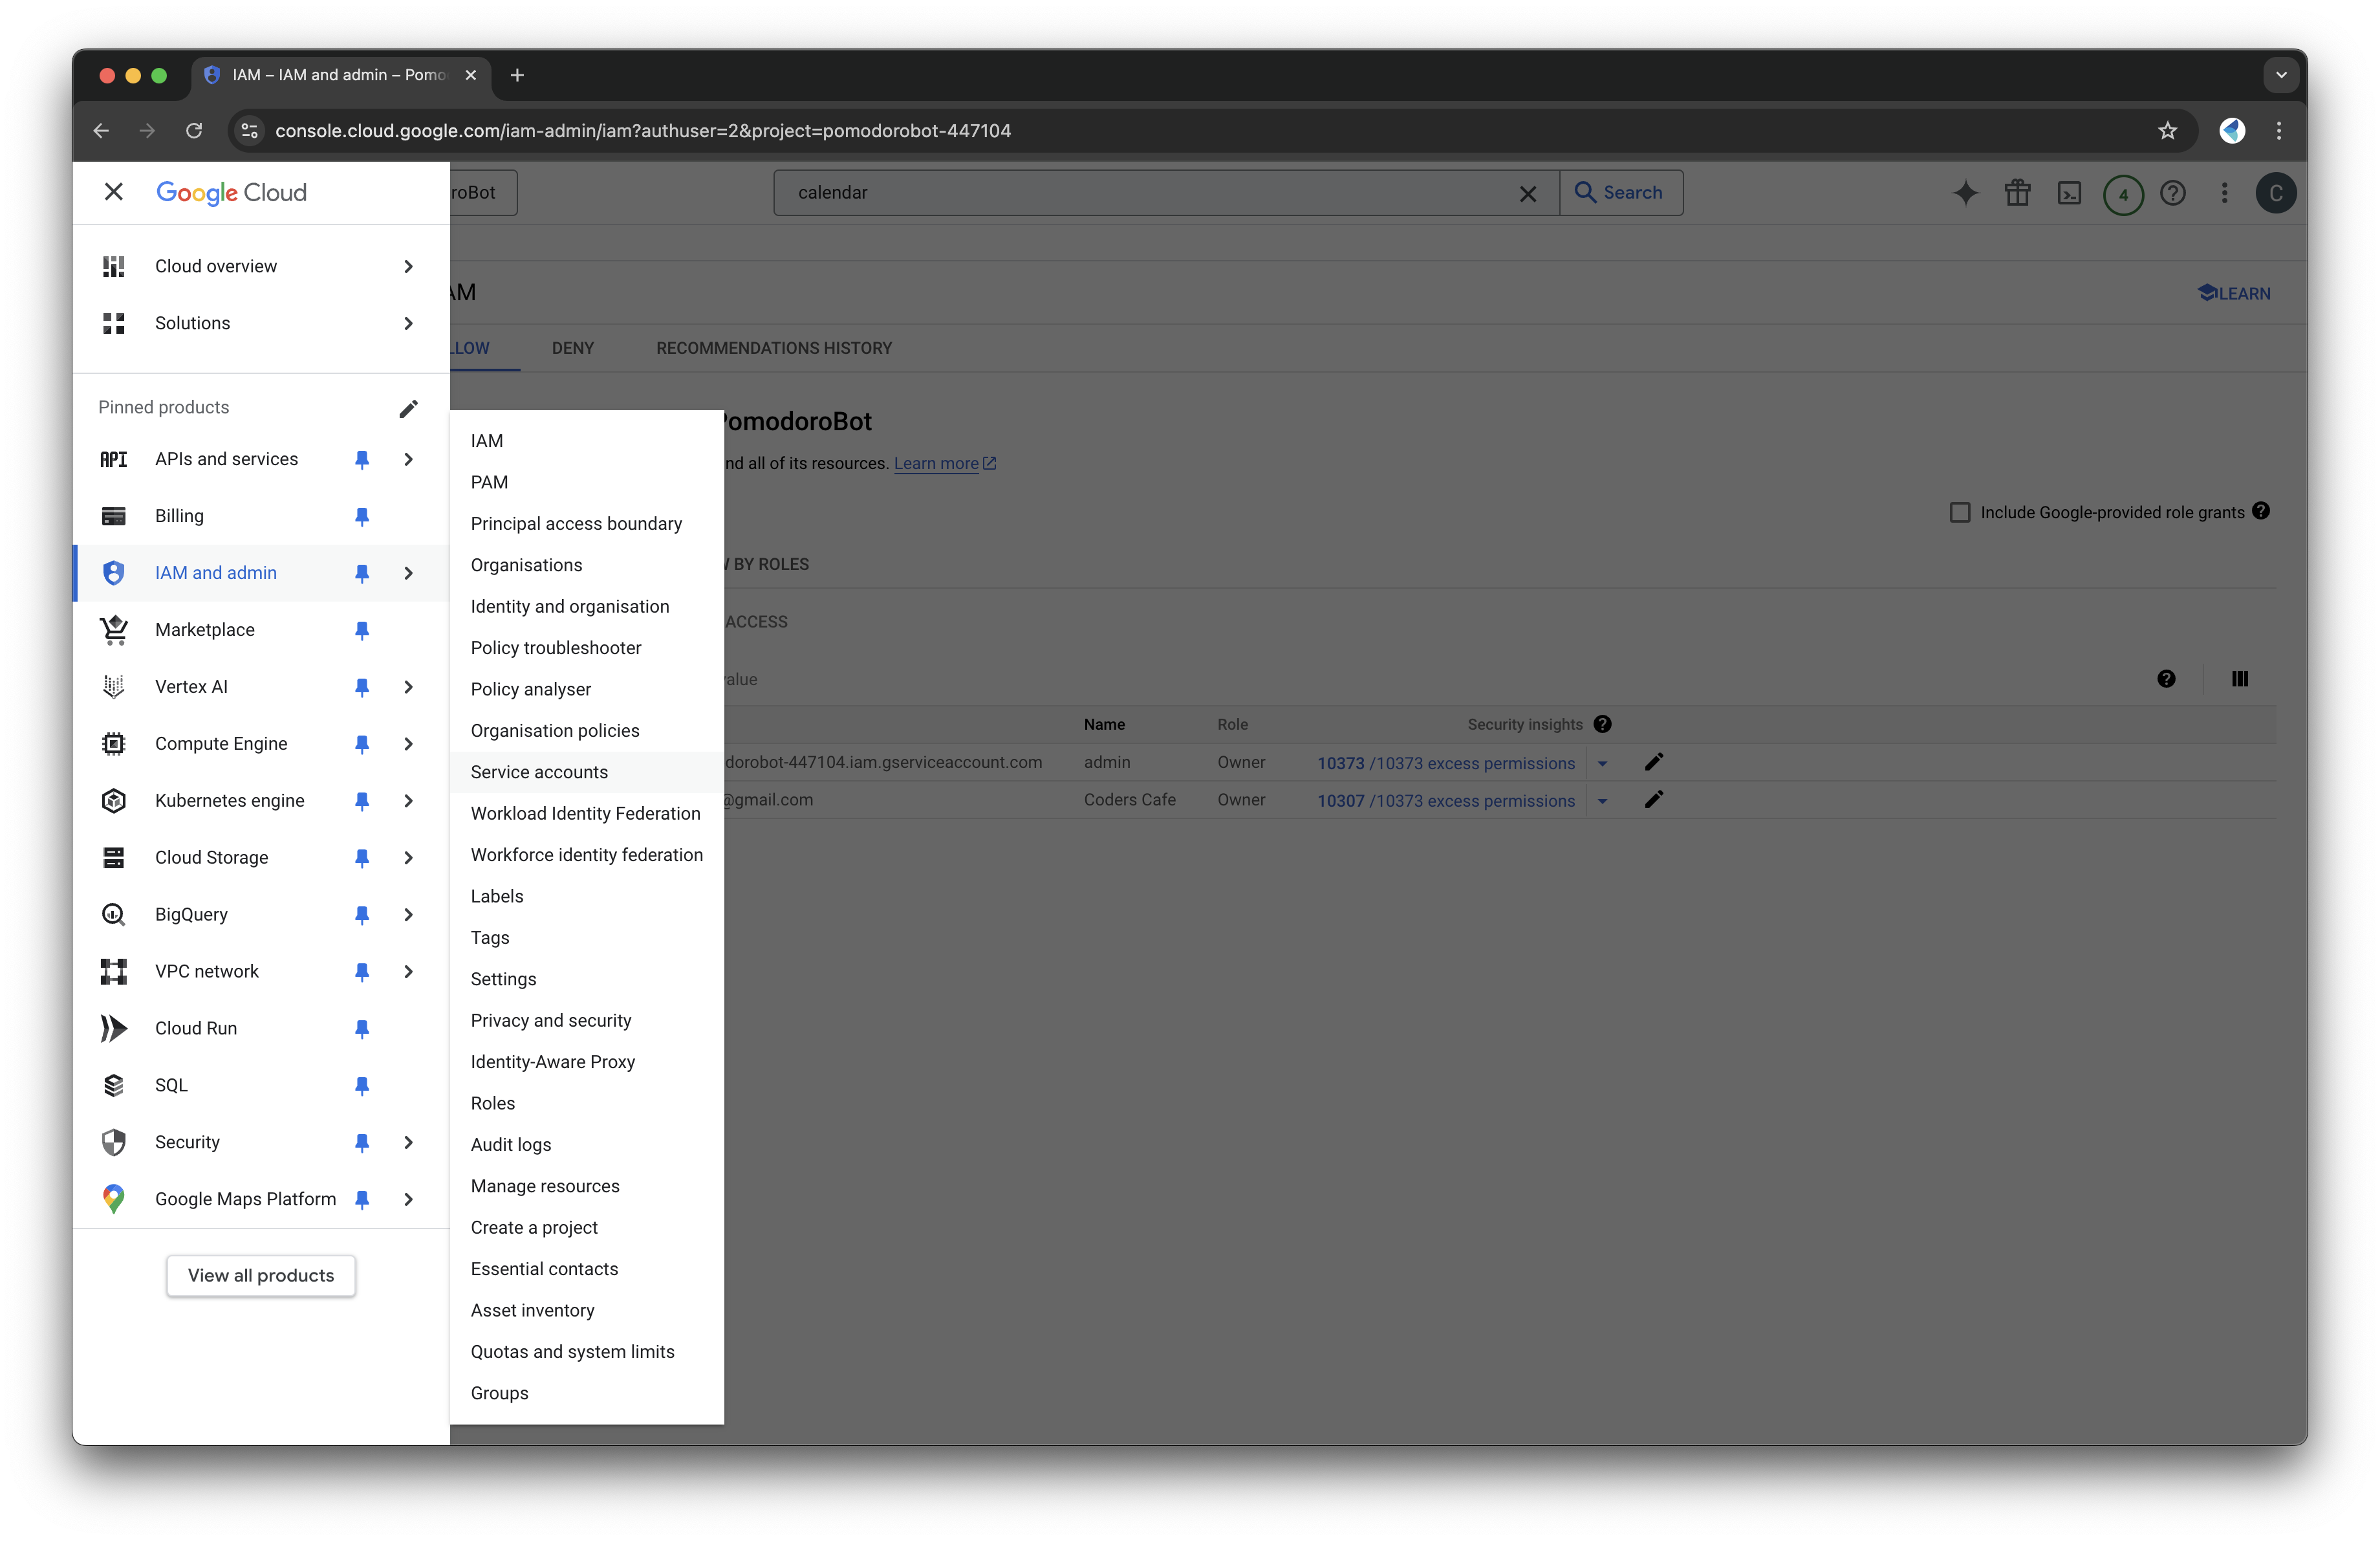 IAM – IAM and admin – Pomo
console.cloud.google.com/iam-admin/iam?authuser=2&project=pomodorobot-447104
Google Cloud
roBot
calendar
Search
4
C
Cloud overview
Solutions
Pinned products
API APIs and services
Billing
IAM and admin
Marketplace
Vertex AI
Compute Engine
Kubernetes engine
Cloud Storage
BigQuery
VPC network
Cloud Run
SQL
Security
Google Maps Platform
View all products
IAM
PAM
Principal access boundary
Organisations
Identity and organisation
Policy troubleshooter
Policy analyser
Organisation policies
Service accounts
Workload Identity Federation
Workforce identity federation
Labels
Tags
Settings
Privacy and security
Identity-Aware Proxy
Roles
Audit logs
Manage resources
Create a project
Essential contacts
Asset inventory
Quotas and system limits
Groups
AM
LEARN
LLOW DENY RECOMMENDATIONS HISTORY
PomodoroBot
nd all of its resources. Learn more
Include Google-provided role grants
BY ROLES
ACCESS
alue
Name Role Security insights
dorobot-447104.iam.gserviceaccount.com admin Owner 10373 /10373 excess permissions
@gmail.com Coders Cafe Owner 10307 /10373 excess permissions